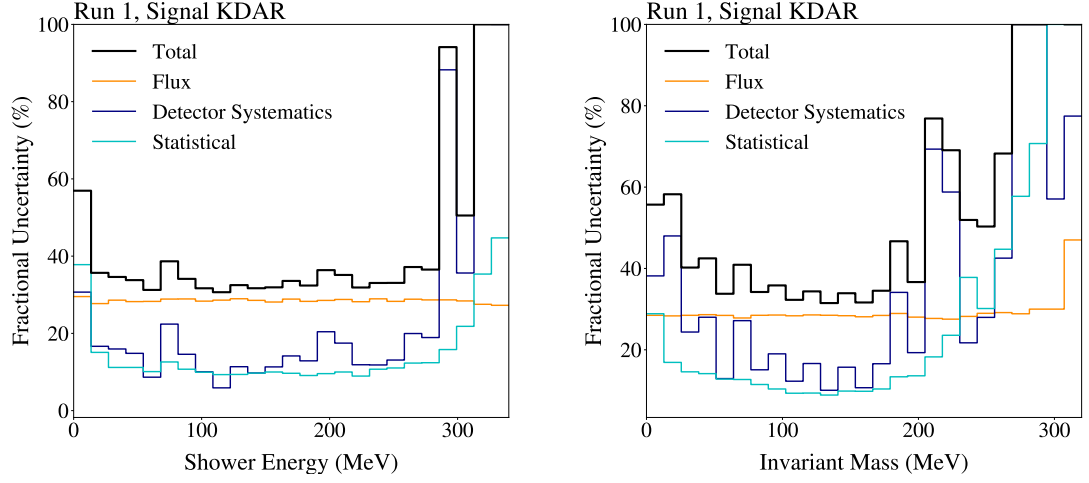 Run 1, Signal KDAR
100
80
60
40
20
0
Fractional Uncertainty (%)
Total
Flux
Detector Systematics
Statistical
0
100
200
300
Shower Energy (MeV)
Run 1, Signal KDAR
100
80
60
40
20
Fractional Uncertainty (%)
Total
Flux
Detector Systematics
Statistical
0
100
200
300
Invariant Mass (MeV)